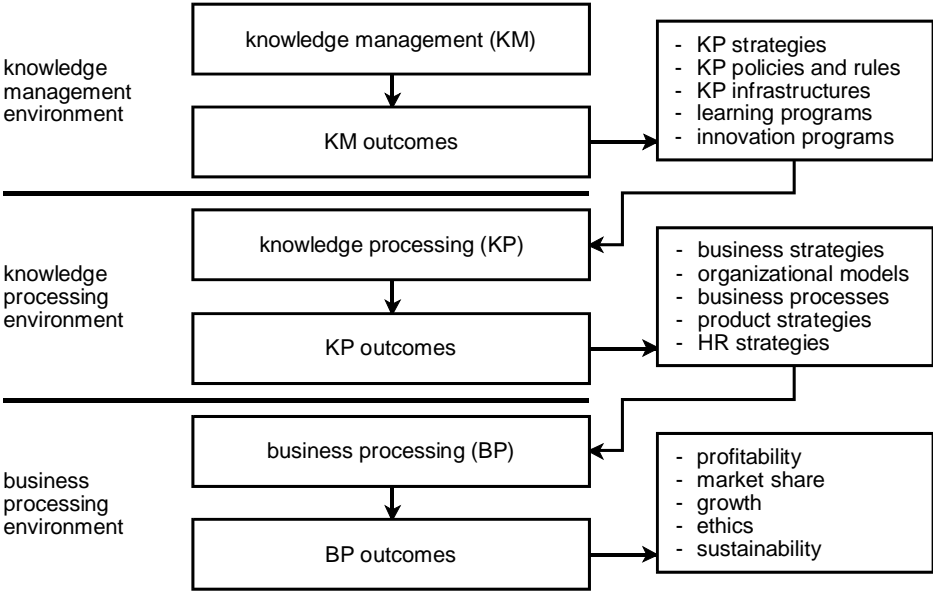 knowledge management (KM)
knowledge
management
environment
KM outcomes
- KP strategies
- KP policies and rules
- KP infrastructures
- learning programs
- innovation programs
knowledge processing (KP)
knowledge
processing
environment
KP outcomes
- business strategies
- organizational models
- business processes
- product strategies
- HR strategies
business processing (BP)
business
processing
environment
BP outcomes
- profitability
- market share
- growth
- ethics
- sustainability